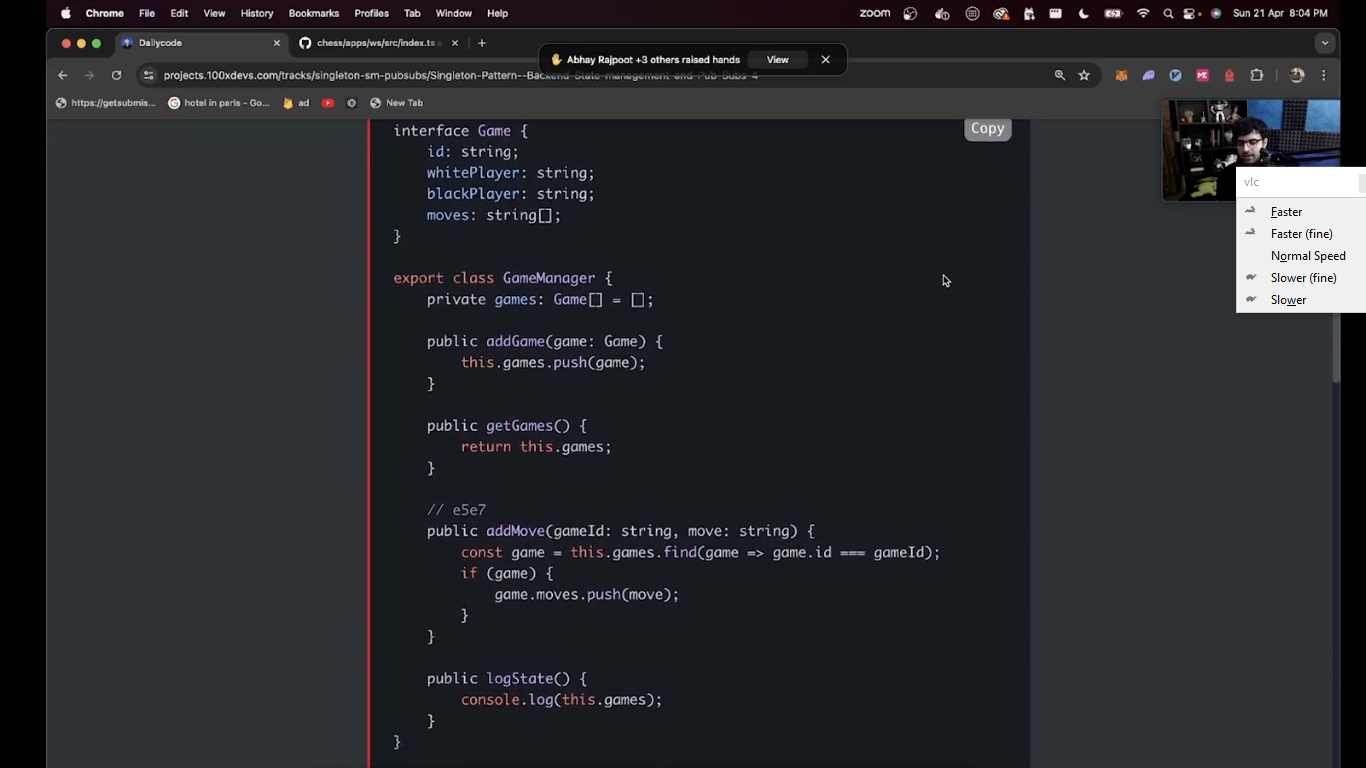 Chrome File Edit View History Bookmarks Profiles Tab Window Help zoom Sun 21 Apr 8:04 PM
Dailycode chess/apps/ws/src/index.ts
Abhay Rajpoot +3 others raised hands View
projects.100xdevs.com/tracks/singleton-sm-pubsubs/Singleton-Pattern--Backend-State-management-and-Pub-Subs-4
https://getsubmis... hotel in paris - Go... ad New Tab
interface Game {
Copy
id: string;
whitePlayer: string;
blackPlayer: string;
moves: string[];
}
export class GameManager {
private games: Game[] = [];
public addGame(game: Game) {
this.games.push(game);
}
public getGames() {
return this.games;
}
// e5e7
public addMove(gameId: string, move: string) {
const game = this.games.find(game => game.id === gameId);
if (game) {
game.moves.push(move);
}
}
public logState() {
console.log(this.games);
}
}
vlc
Faster
Faster (fine)
Normal Speed
Slower (fine)
Slower